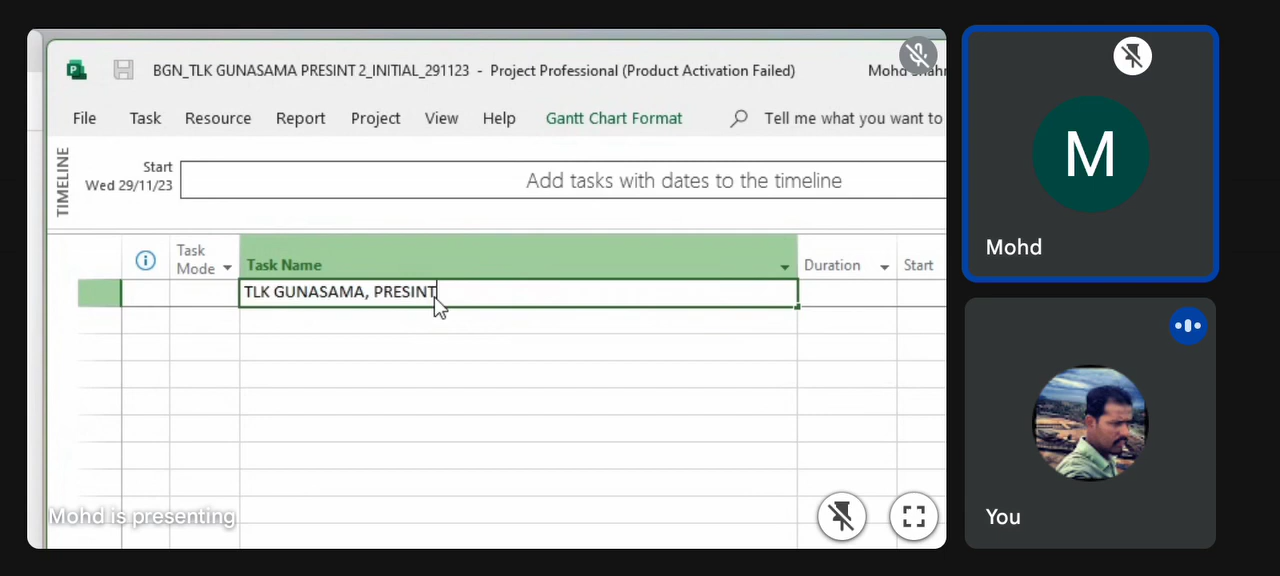 BGN_TLK GUNASAMA PRESINT 2_INITIAL_291123 - Project Professional (Product Activation Failed)
Mohd
File Task Resource Report Project View Help Gantt Chart Format Tell me what you want to
TIMELINE
Start
Wed 29/11/23
Add tasks with dates to the timeline
Task Mode
Task Name
Duration
Start
TLK GUNASAMA, PRESINT
Mohd is presenting
M
Mohd
You